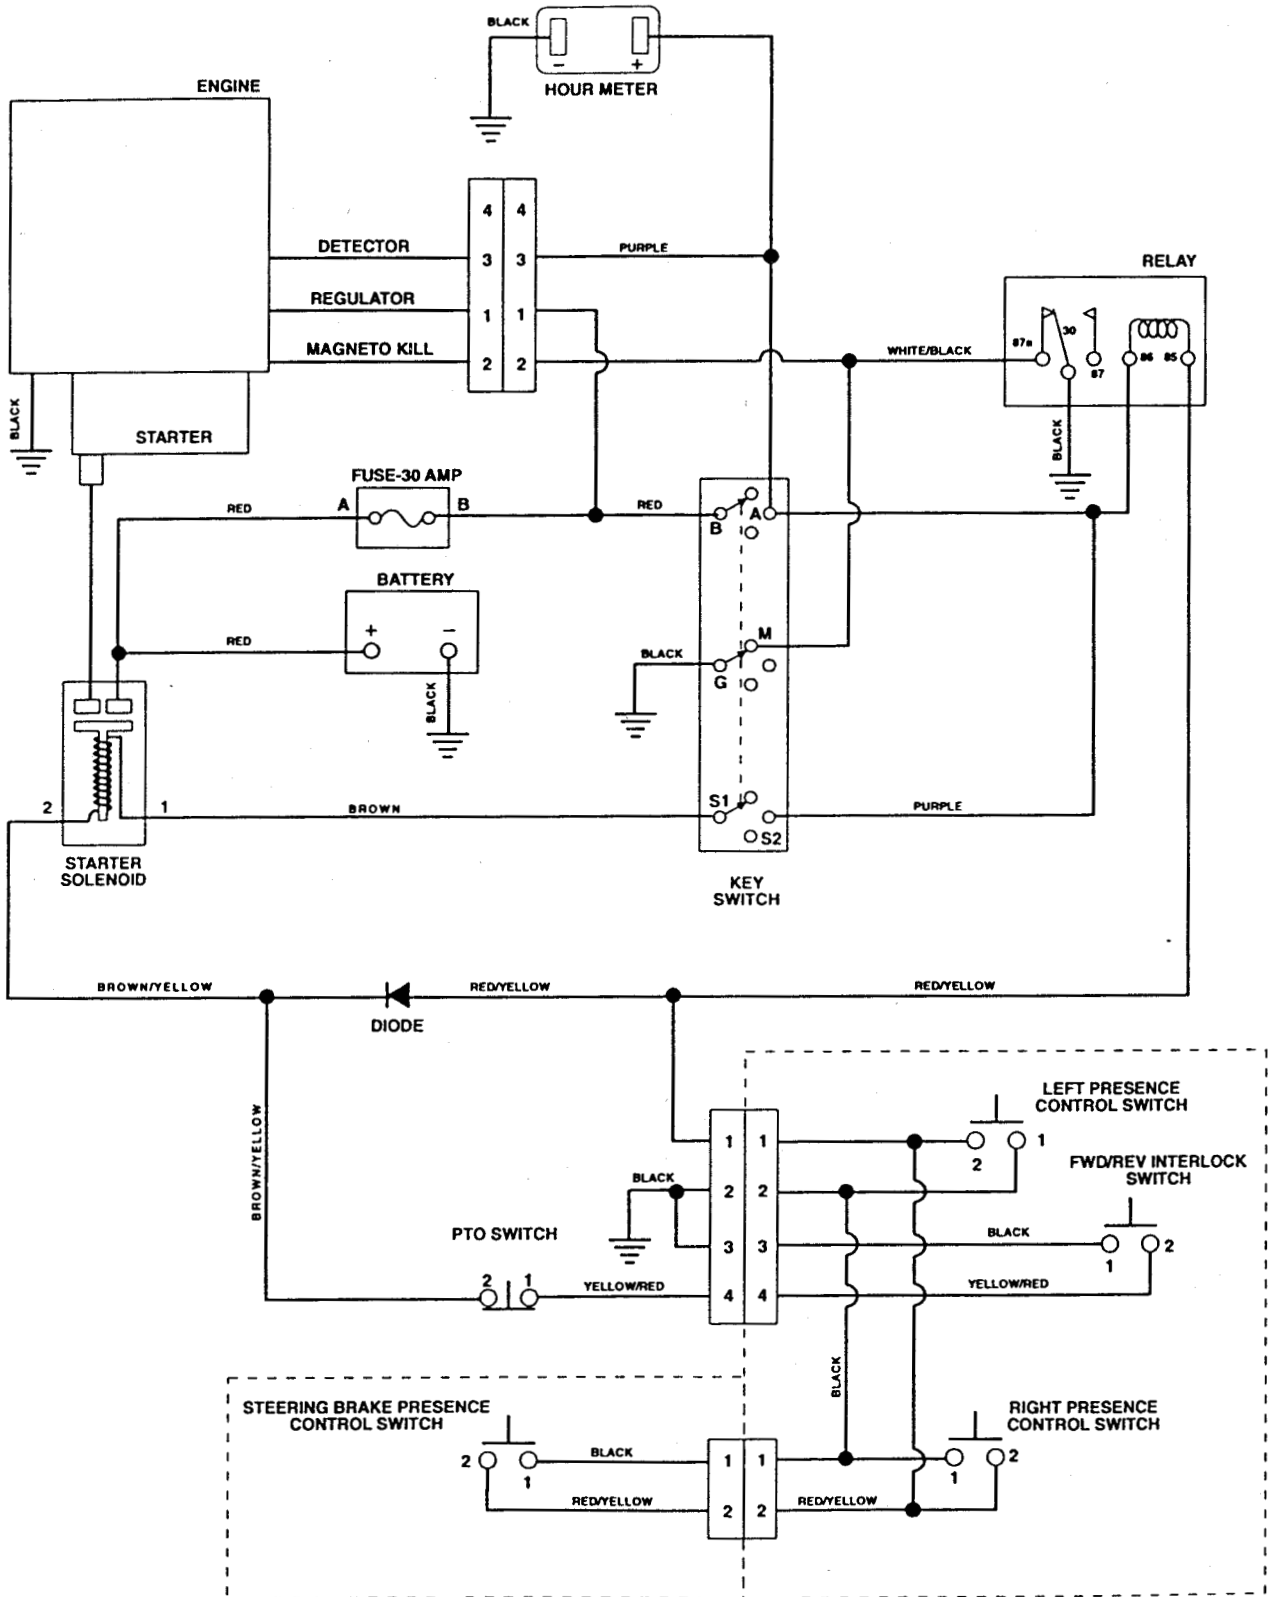 BLACK
− +
HOUR METER
ENGINE
4 4
DETECTOR 3 3 PURPLE
REGULATOR 1 1
MAGNETO KILL 2 2 WHITE/BLACK
RELAY
87a 30 87 86 85
BLACK
STARTER
BLACK
FUSE-30 AMP
RED A B RED B A
BATTERY
+ −
RED
BLACK
BLACK G M
S1
2 1 BROWN PURPLE
S2
STARTER
SOLENOID
KEY
SWITCH
BROWN/YELLOW RED/YELLOW RED/YELLOW
DIODE
BROWN/YELLOW
LEFT PRESENCE
CONTROL SWITCH
1 1 2 1
FWD/REV INTERLOCK
SWITCH
BLACK 2 2
PTO SWITCH
3 3 BLACK 1 2
2 1 YELLOW/RED 4 4 YELLOW/RED
BLACK
STEERING BRAKE PRESENCE
CONTROL SWITCH
RIGHT PRESENCE
CONTROL SWITCH
2 1 BLACK 1 1 1 2
RED/YELLOW 2 2 RED/YELLOW